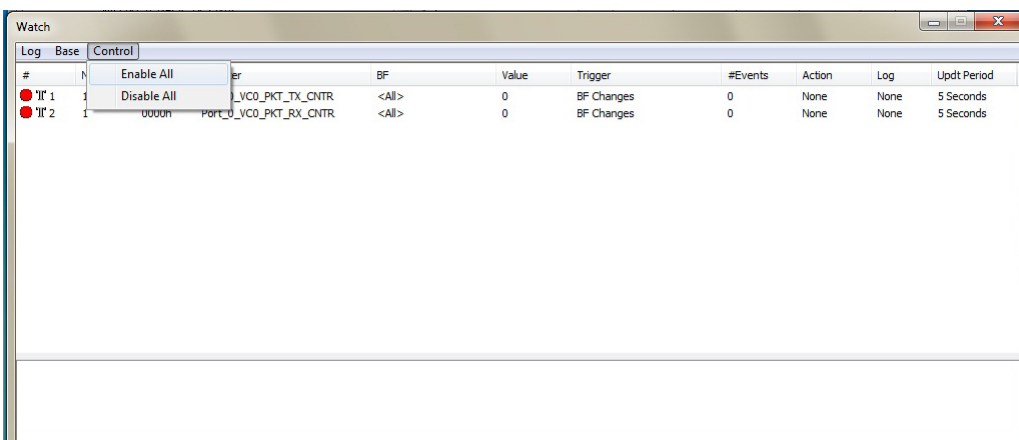 Watch
Log Base Control
# N er BF Value Trigger #Events Action Log Updt Period
Enable All
Disable All
1 1 0_VC0_PKT_TX_CNTR <All> 0 BF Changes 0 None None 5 Seconds
2 1 0000h Port_0_VC0_PKT_RX_CNTR <All> 0 BF Changes 0 None None 5 Seconds